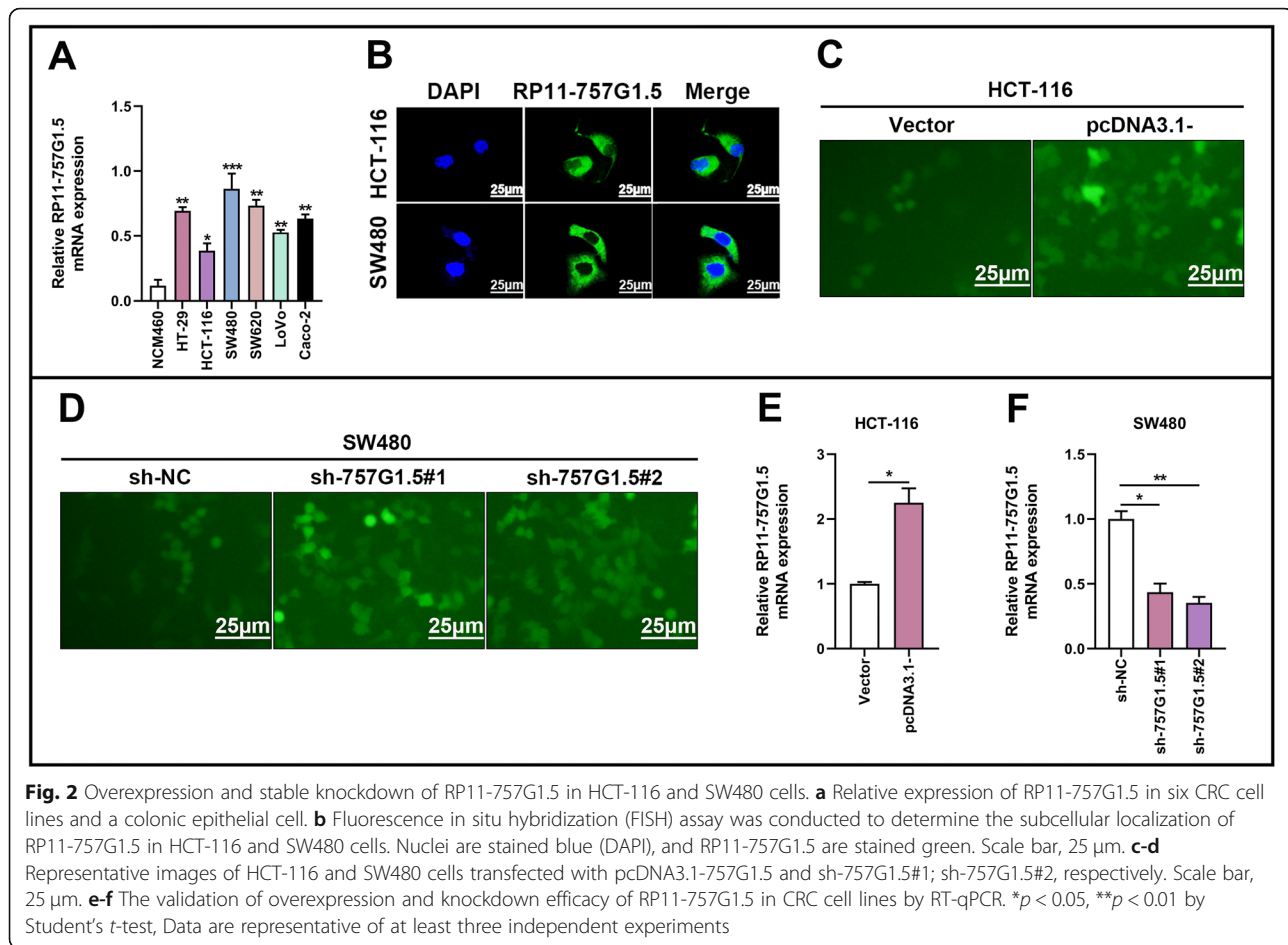 A
Relative RP11-757G1.5
mRNA expression
1.5
1.0
0.5
0.0
**
*
***
**
**
**
NCM460
HT-29
HCT-116
SW480
SW620
LoVo
Caco-2
B
DAPI RP11-757G1.5 Merge
HCT-116
25μm 25μm 25μm
SW480
25μm 25μm 25μm
C
HCT-116
Vector pcDNA3.1-
25μm 25μm
D
SW480
sh-NC sh-757G1.5#1 sh-757G1.5#2
25μm 25μm 25μm
E
HCT-116
Relative RP11-757G1.5
mRNA expression
3
2
1
0
*
Vector
pcDNA3.1-
F
SW480
Relative RP11-757G1.5
mRNA expression
1.5
1.0
0.5
0.0
**
*
sh-NC
sh-757G1.5#1
sh-757G1.5#2
Fig. 2 Overexpression and stable knockdown of RP11-757G1.5 in HCT-116 and SW480 cells. a Relative expression of RP11-757G1.5 in six CRC cell
lines and a colonic epithelial cell. b Fluorescence in situ hybridization (FISH) assay was conducted to determine the subcellular localization of
RP11-757G1.5 in HCT-116 and SW480 cells. Nuclei are stained blue (DAPI), and RP11-757G1.5 are stained green. Scale bar, 25 μm. c-d
Representative images of HCT-116 and SW480 cells transfected with pcDNA3.1-757G1.5 and sh-757G1.5#1; sh-757G1.5#2, respectively. Scale bar,
25 μm. e-f The validation of overexpression and knockdown efficacy of RP11-757G1.5 in CRC cell lines by RT-qPCR. *p < 0.05, **p < 0.01 by
Student's t-test, Data are representative of at least three independent experiments